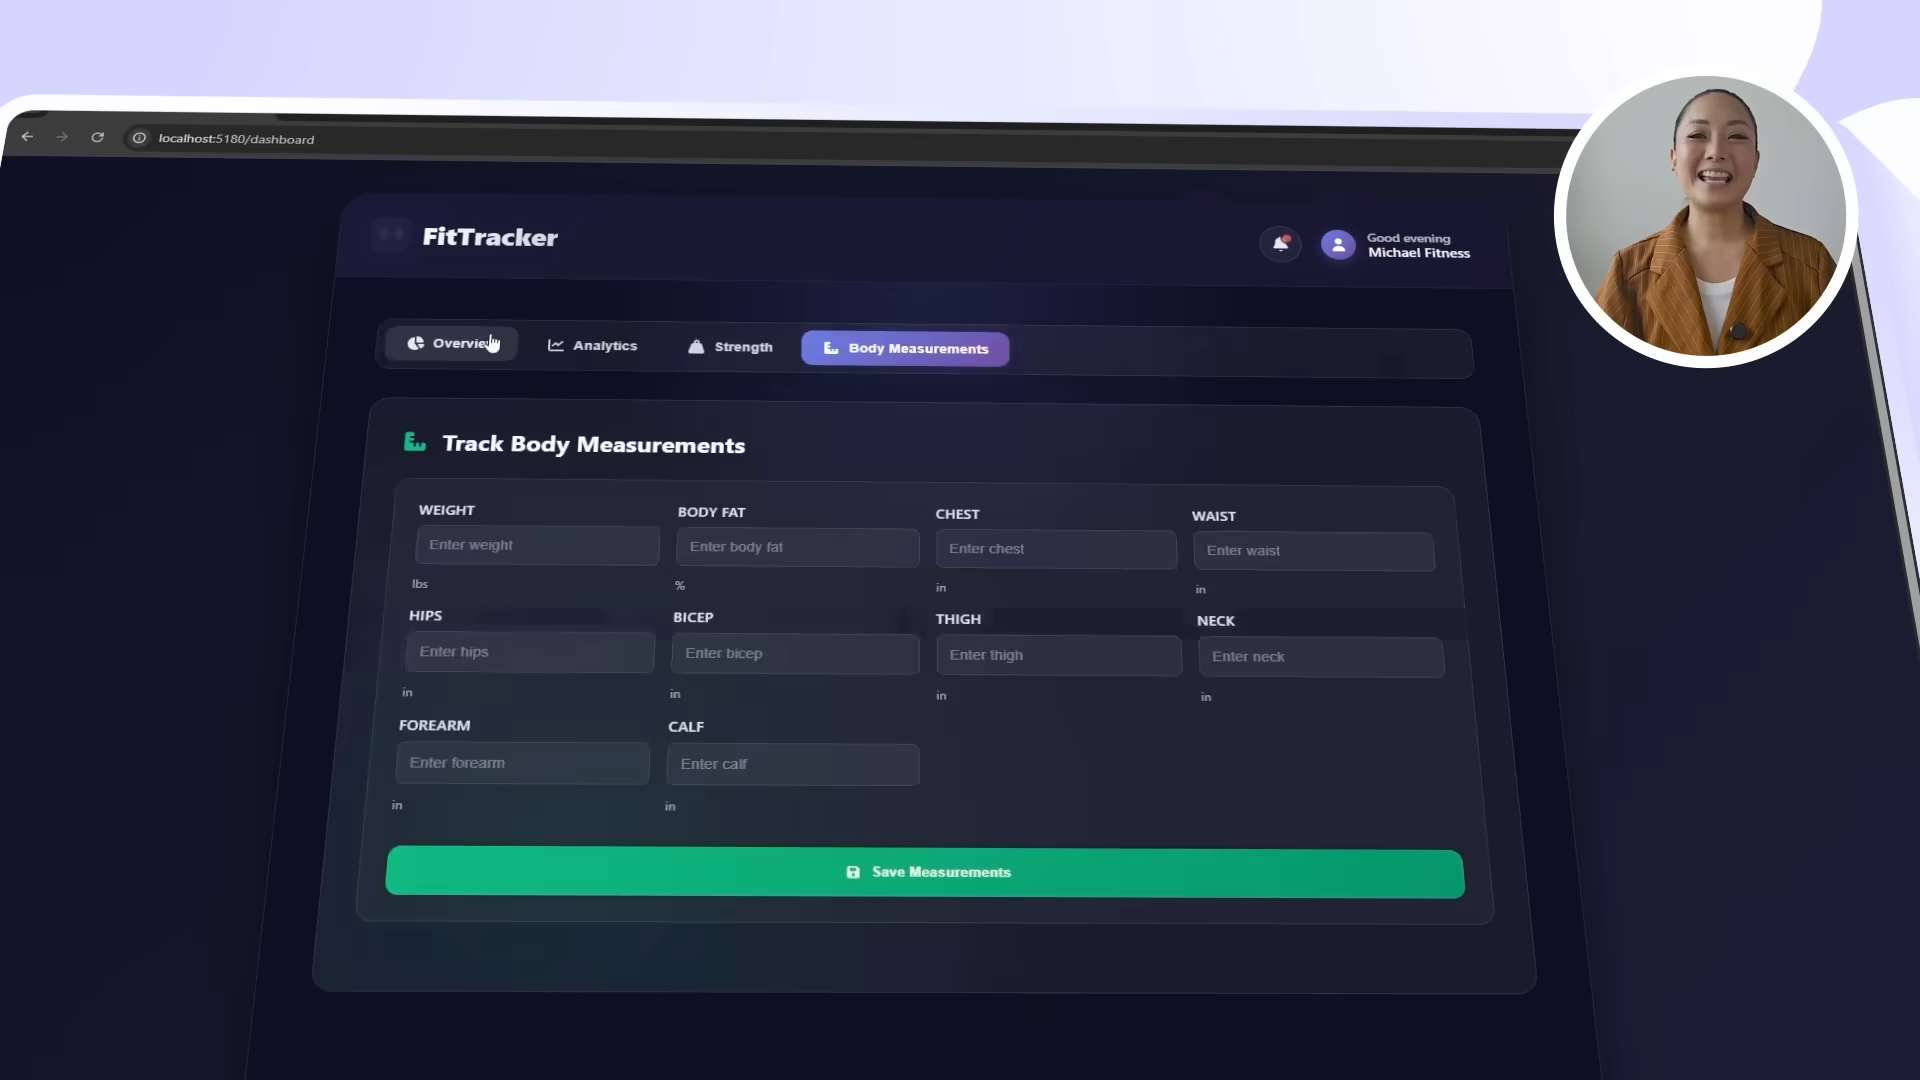 localhost:5180/dashboard
FitTracker
Good evening
Michael Fitness
Overview
Analytics
Strength
Body Measurements
Track Body Measurements
WEIGHT
BODY FAT
CHEST
WAIST
Enter weight
Enter body fat
Enter chest
Enter waist
lbs
%
in
in
HIPS
BICEP
THIGH
NECK
Enter hips
Enter bicep
Enter thigh
Enter neck
in
in
in
in
FOREARM
CALF
Enter forearm
Enter calf
in
in
Save Measurements